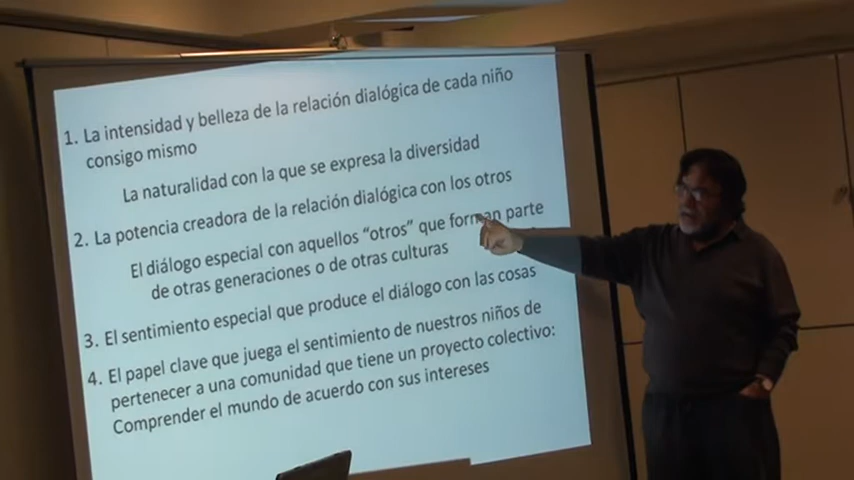 1. La intensidad y belleza de la relación dialógica de cada niño
consigo mismo
La naturalidad con la que se expresa la diversidad
2. La potencia creadora de la relación dialógica con los otros
El diálogo especial con aquellos “otros” que forman parte
de otras generaciones o de otras culturas
3. El sentimiento especial que produce el diálogo con las cosas
4. El papel clave que juega el sentimiento de nuestros niños de
pertenecer a una comunidad que tiene un proyecto colectivo:
Comprender el mundo de acuerdo con sus intereses